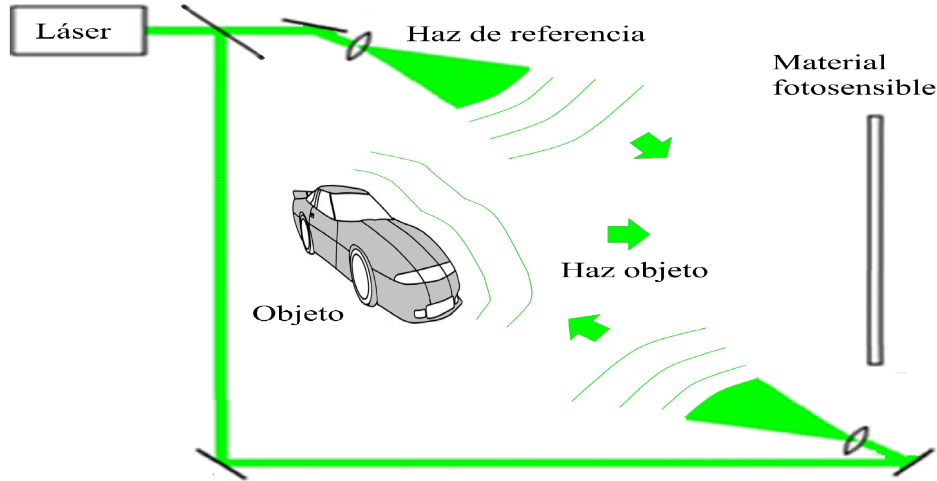 Láser
Haz de referencia
Material
fotosensible
Haz objeto
Objeto